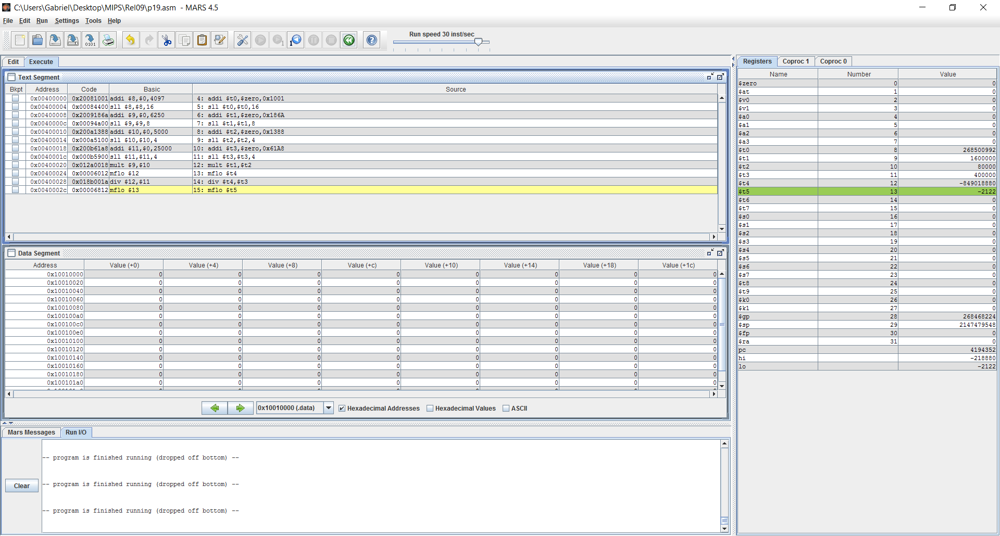 C:\Users\Gabriel\Desktop\MIPS\Rel09\p19.asm - MARS 4.5
File Edit Run Settings Tools Help
Run speed 30 inst/sec
Edit Execute
Text Segment
Bkpt Address Code Basic Source
0x00400000 0x20081001 addi $8,$0,4097 4: addi $t0,$zero,0x1001
0x00400004 0x00084400 sll $8,$8,16 5: sll $t0,$t0,16
0x00400008 0x2009186a addi $9,$0,6250 6: addi $t1,$zero,0x186A
0x0040000c 0x00094a00 sll $9,$9,8 7: sll $t1,$t1,8
0x00400010 0x200a1388 addi $10,$0,5000 8: addi $t2,$zero,0x1388
0x00400014 0x000a5100 sll $10,$10,4 9: sll $t2,$t2,4
0x00400018 0x200b61a8 addi $11,$0,25000 10: addi $t3,$zero,0x61A8
0x0040001c 0x000b5900 sll $11,$11,4 11: sll $t3,$t3,4
0x00400020 0x012a0018 mult $9,$10 12: mult $t1,$t2
0x00400024 0x00006012 mflo $12 13: mflo $t4
0x00400028 0x018b001a div $12,$11 14: div $t4,$t3
0x0040002c 0x00006812 mflo $13 15: mflo $t5
Data Segment
Address Value (+0) Value (+4) Value (+8) Value (+c) Value (+10) Value (+14) Value (+18) Value (+1c)
0x10010000 0 0 0 0 0 0 0 0
0x10010020 0 0 0 0 0 0 0 0
0x10010040 0 0 0 0 0 0 0 0
0x10010060 0 0 0 0 0 0 0 0
0x10010080 0 0 0 0 0 0 0 0
0x100100a0 0 0 0 0 0 0 0 0
0x100100c0 0 0 0 0 0 0 0 0
0x100100e0 0 0 0 0 0 0 0 0
0x10010100 0 0 0 0 0 0 0 0
0x10010120 0 0 0 0 0 0 0 0
0x10010140 0 0 0 0 0 0 0 0
0x10010160 0 0 0 0 0 0 0 0
0x10010180 0 0 0 0 0 0 0 0
0x100101a0 0 0 0 0 0 0 0 0
0x10010000 (.data) Hexadecimal Addresses Hexadecimal Values ASCII
Mars Messages Run I/O
-- program is finished running (dropped off bottom) --
-- program is finished running (dropped off bottom) --
-- program is finished running (dropped off bottom) --
Clear
Registers Coproc 1 Coproc 0
Name Number Value
$zero 0 0
$at 1 0
$v0 2 0
$v1 3 0
$a0 4 0
$a1 5 0
$a2 6 0
$a3 7 0
$t0 8 268500992
$t1 9 1600000
$t2 10 80000
$t3 11 400000
$t4 12 -849018880
$t5 13 -2122
$t6 14 0
$t7 15 0
$s0 16 0
$s1 17 0
$s2 18 0
$s3 19 0
$s4 20 0
$s5 21 0
$s6 22 0
$s7 23 0
$t8 24 0
$t9 25 0
$k0 26 0
$k1 27 0
$gp 28 268468224
$sp 29 2147479548
$fp 30 0
$ra 31 0
pc 4194352
hi -218880
lo -2122